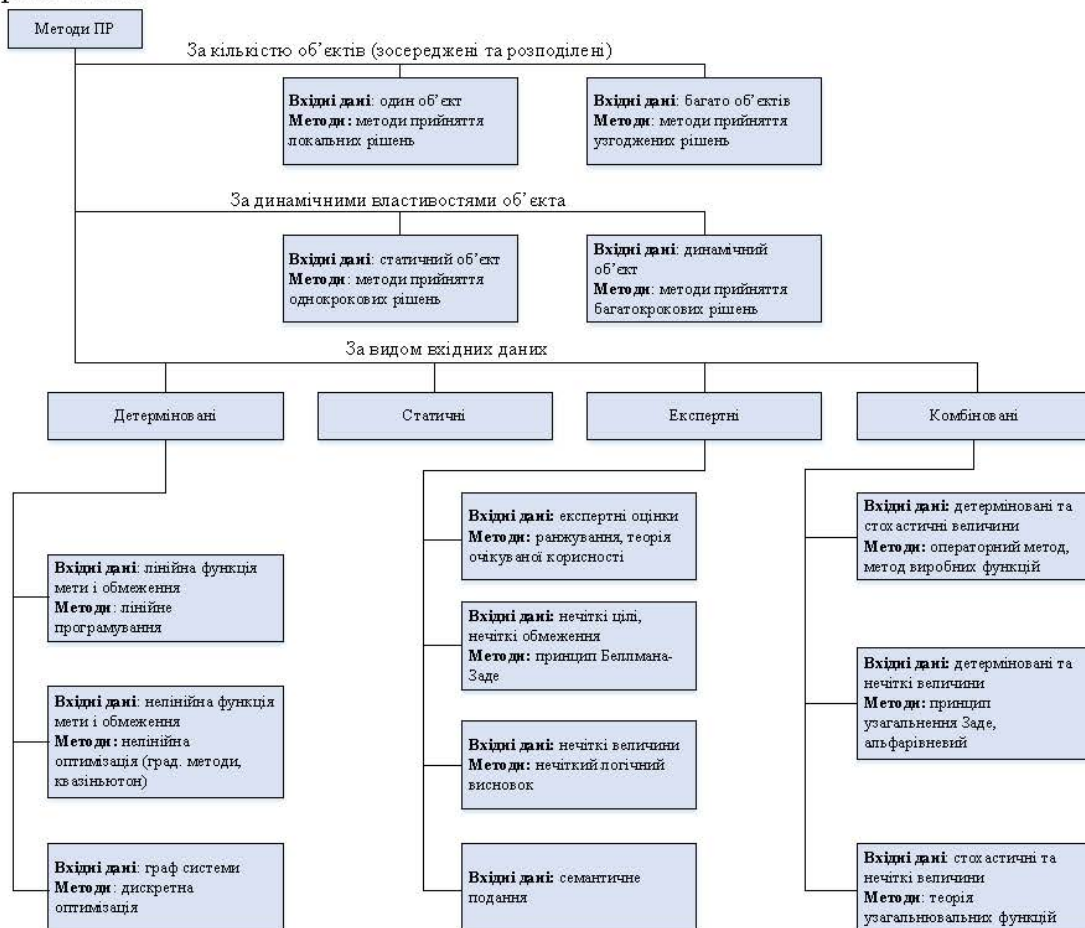 Методи ПР
За кількістю об’єктів (зосереджені та розподілені)
Вхідні дані: один об’єкт
Методи: методи прийняття
локальних рішень
Вхідні дані: багато об’єктів
Методи: методи прийняття
узгоджених рішень
За динамічними властивостями об’єкта
Вхідні дані: статичний об’єкт
Методи: методи прийняття
однокрокових рішень
Вхідні дані: динамічний
об’єкт
Методи: методи прийняття
багатокрокових рішень
За видом вхідних даних
Детерміновані
Статичні
Експертні
Комбіновані
Вхідні дані: лінійна функція
мети і обмеження
Методи: лінійне
програмування
Вхідні дані: нелінійна функція
мети і обмеження
Методи: нелінійна
оптимізація (град. методи,
квазіньютон)
Вхідні дані: граф системи
Методи: дискретна
оптимізація
Вхідні дані: експертні оцінки
Методи: ранжування, теорія
очікуваної корисності
Вхідні дані: нечіткі цілі,
нечіткі обмеження
Методи: принцип Беллмана-
Заде
Вхідні дані: нечіткі величини
Методи: нечіткий логічний
висновок
Вхідні дані: семантичне
подання
Вхідні дані: детерміновані та
стохастичні величини
Методи: операторний метод,
метод виробних функцій
Вхідні дані: детерміновані та
нечіткі величини
Методи: принцип
узагальнення Заде,
альфарівневий
Вхідні дані: стохастичні та
нечіткі величини
Методи: теорія
узагальнювальних функцій